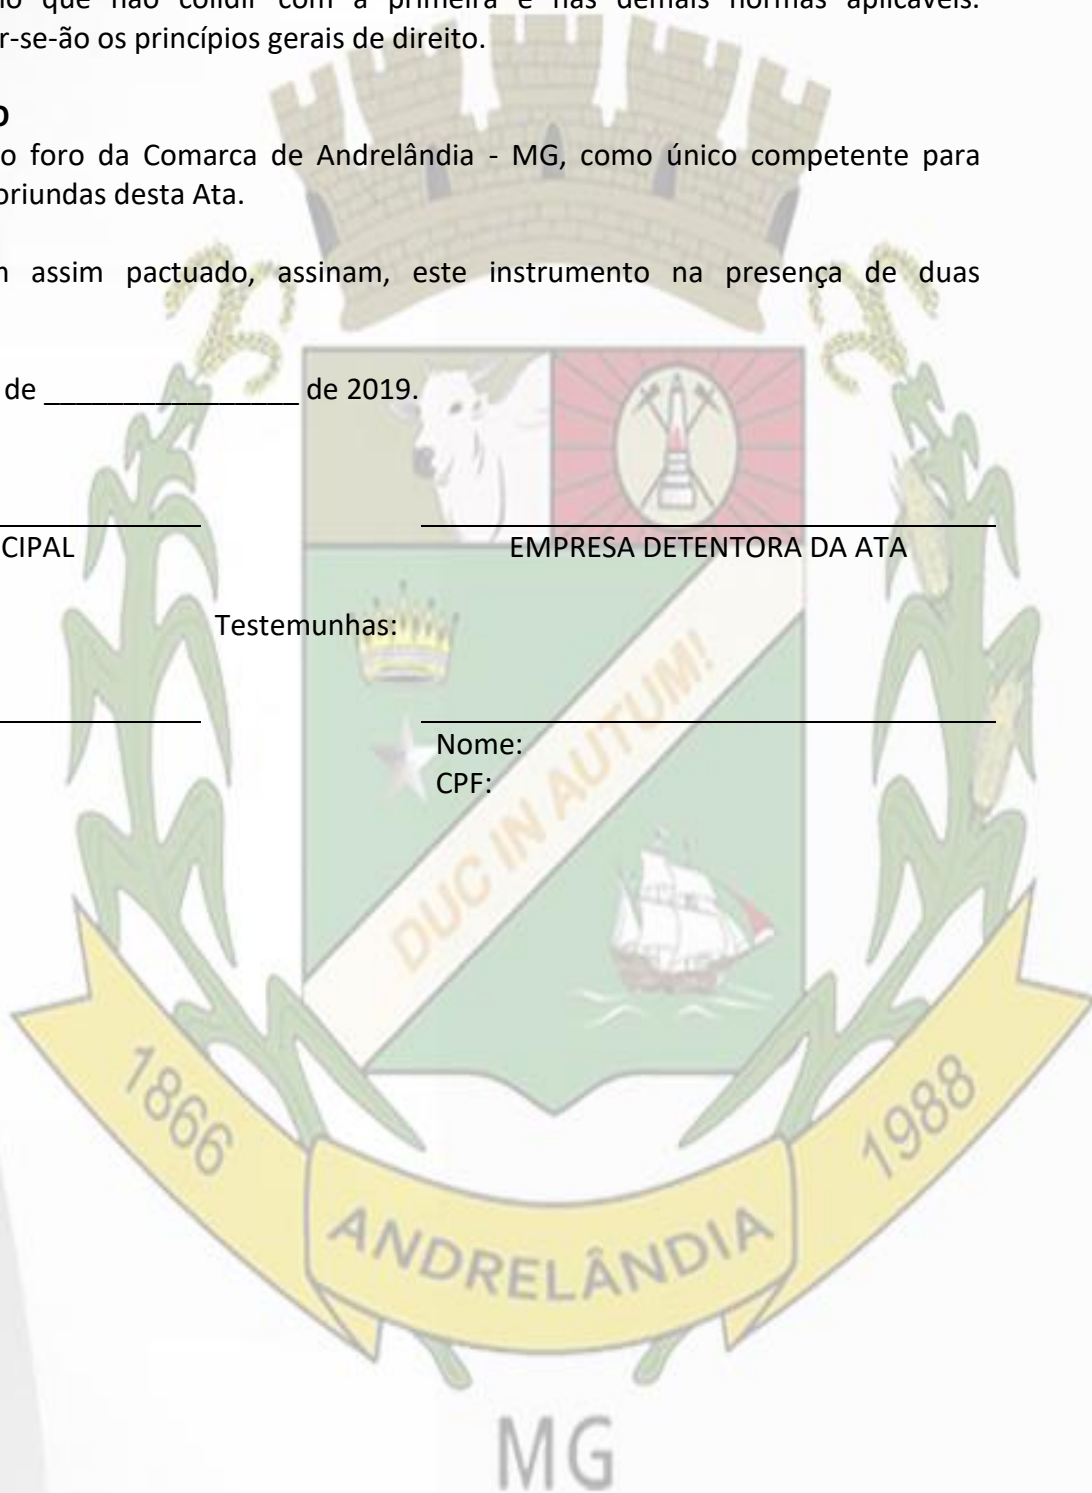 que não colidir com a primeira e nas demais normas aplicáveis.
r-se-ão os princípios gerais de direito.
o foro da Comarca de Andrelândia - MG, como único competente para
oriundas desta Ata.
assim pactuado, assinam, este instrumento na presença de duas
de ________________ de 2019.
CIPAL
EMPRESA DETENTORA DA ATA
Testemunhas:
Nome:
CPF:
DUC IN AUTUM!
1866
ANDRELÂNDIA
1988
MG